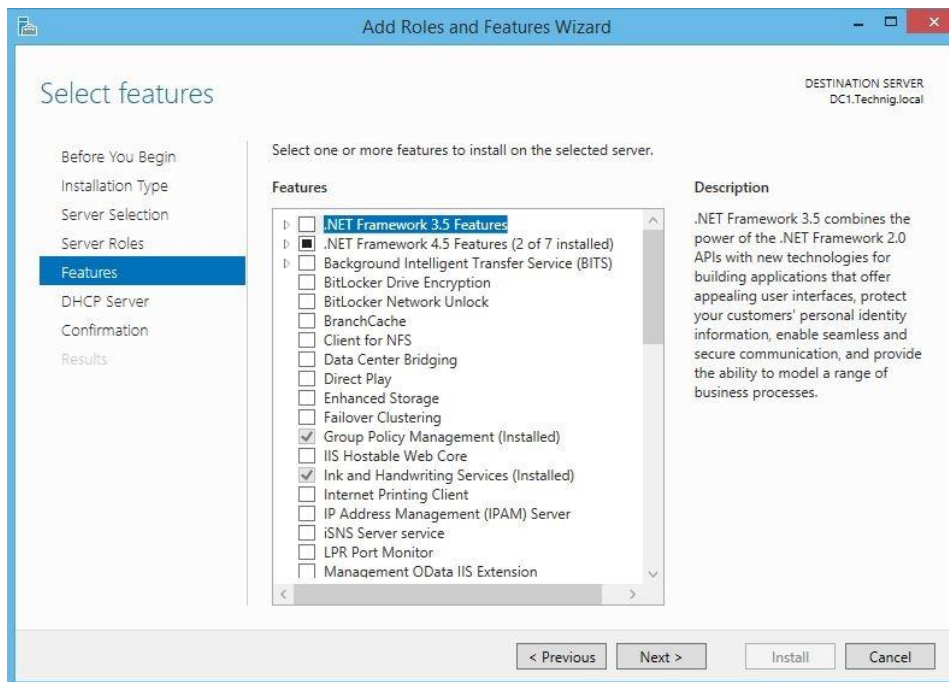 Add Roles and Features Wizard
Select features
DESTINATION SERVER
DC1.Technig.local
Before You Begin
Installation Type
Server Selection
Server Roles
Features
DHCP Server
Confirmation
Results
Select one or more features to install on the selected server.
Features
.NET Framework 3.5 Features
.NET Framework 4.5 Features (2 of 7 installed)
Background Intelligent Transfer Service (BITS)
BitLocker Drive Encryption
BitLocker Network Unlock
BranchCache
Client for NFS
Data Center Bridging
Direct Play
Enhanced Storage
Failover Clustering
Group Policy Management (Installed)
IIS Hostable Web Core
Ink and Handwriting Services (Installed)
Internet Printing Client
IP Address Management (IPAM) Server
iSNS Server service
LPR Port Monitor
Management OData IIS Extension
Description
.NET Framework 3.5 combines the
power of the .NET Framework 2.0
APIs with new technologies for
building applications that offer
appealing user interfaces, protect
your customers' personal identity
information, enable seamless and
secure communication, and provide
the ability to model a range of
business processes.
< Previous
Next >
Install
Cancel